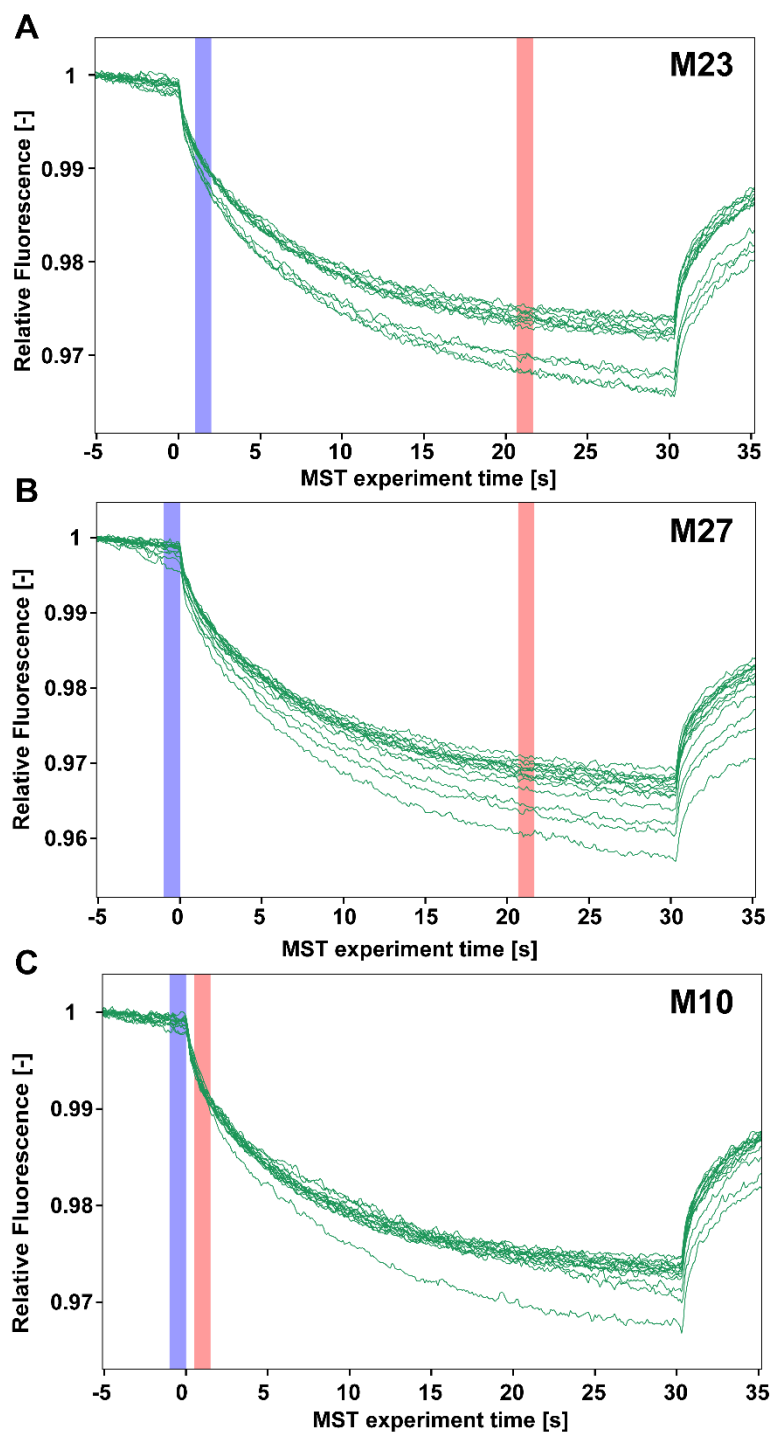 A
M23
Relative Fluorescence [-]
1
0.99
0.98
0.97
-5 0 5 10 15 20 25 30 35
MST experiment time [s]
B
M27
Relative Fluorescence [-]
1
0.99
0.98
0.97
0.96
-5 0 5 10 15 20 25 30 35
MST experiment time [s]
C
M10
Relative Fluorescence [-]
1
0.99
0.98
0.97
-5 0 5 10 15 20 25 30 35
MST experiment time [s]